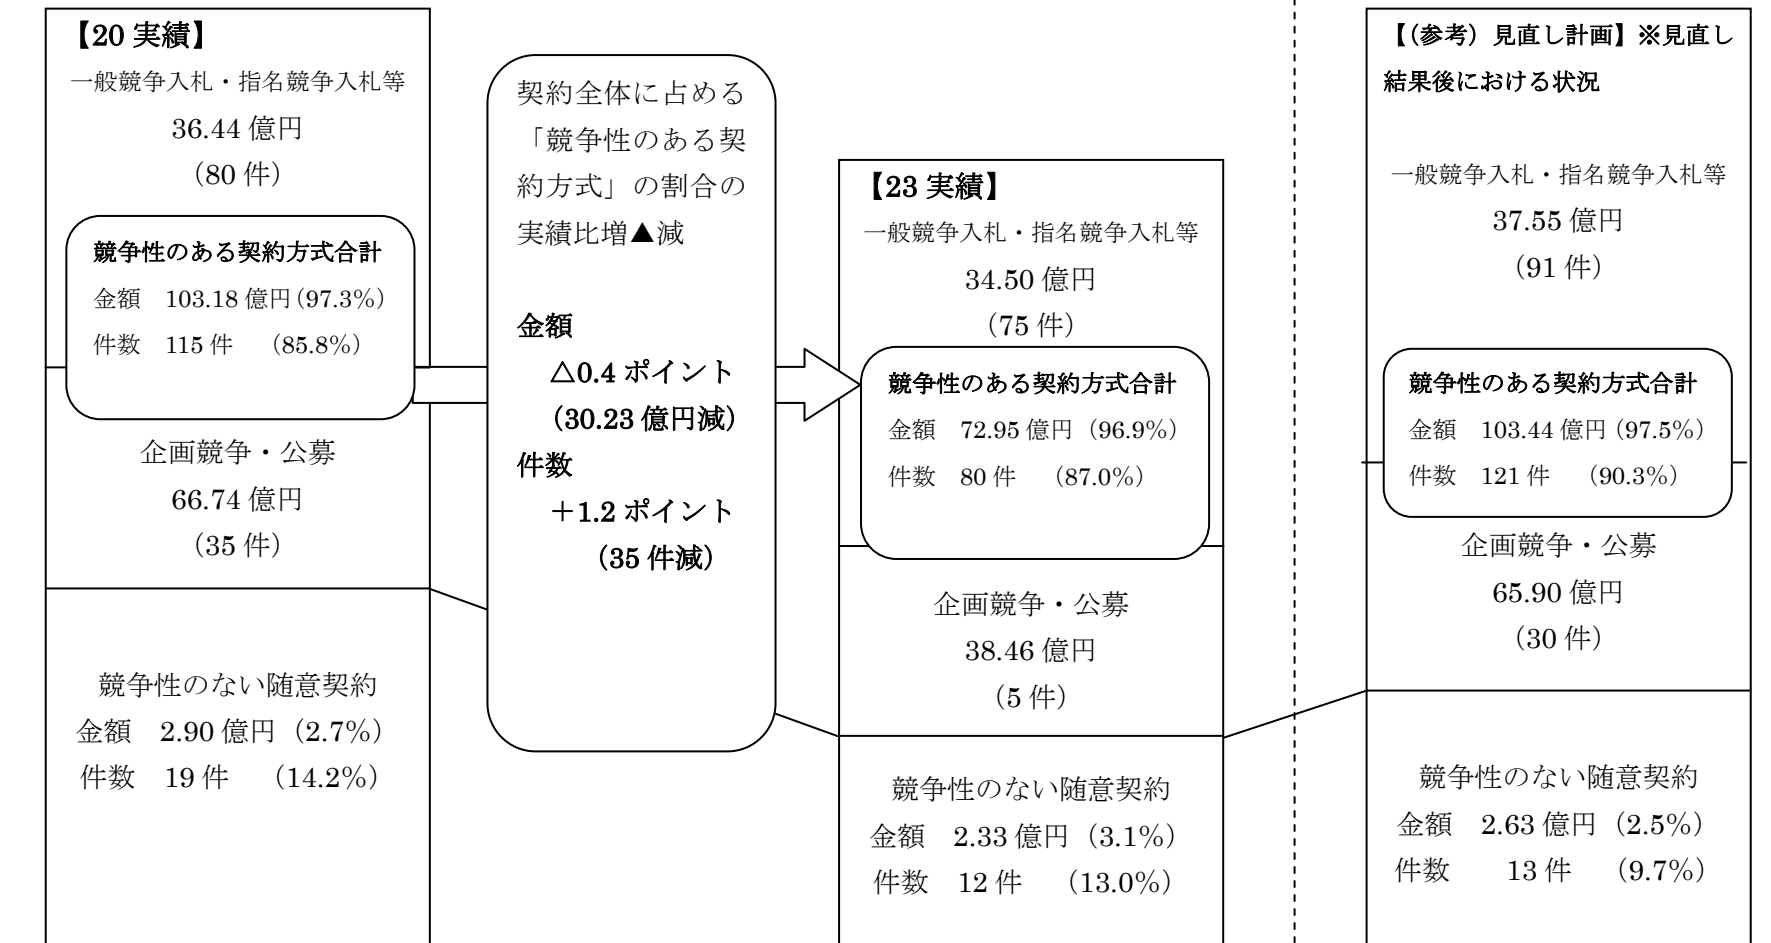 【20 実績】
一般競争入札・指名競争入札等
36.44 億円
（80 件）
競争性のある契約方式合計
金額　103.18 億円（97.3%）
件数　115 件　（85.8%）
企画競争・公募
66.74 億円
（35 件）
競争性のない随意契約
金額　2.90 億円（2.7%）
件数　19 件　（14.2%）
契約全体に占める
「競争性のある契
約方式」の割合の
実績比増▲減
金額
△0.4 ポイント
（30.23 億円減）
件数
＋1.2 ポイント
（35 件減）
【23 実績】
一般競争入札・指名競争入札等
34.50 億円
（75 件）
競争性のある契約方式合計
金額　72.95 億円（96.9%）
件数　80 件　（87.0%）
企画競争・公募
38.46 億円
（5 件）
競争性のない随意契約
金額　2.33 億円（3.1%）
件数　12 件　（13.0%）
【（参考）見直し計画】※見直し
結果後における状況
一般競争入札・指名競争入札等
37.55 億円
（91 件）
競争性のある契約方式合計
金額　103.44 億円（97.5%）
件数　121 件　（90.3%）
企画競争・公募
65.90 億円
（30 件）
競争性のない随意契約
金額　2.63 億円（2.5%）
件数　13 件　（9.7%）